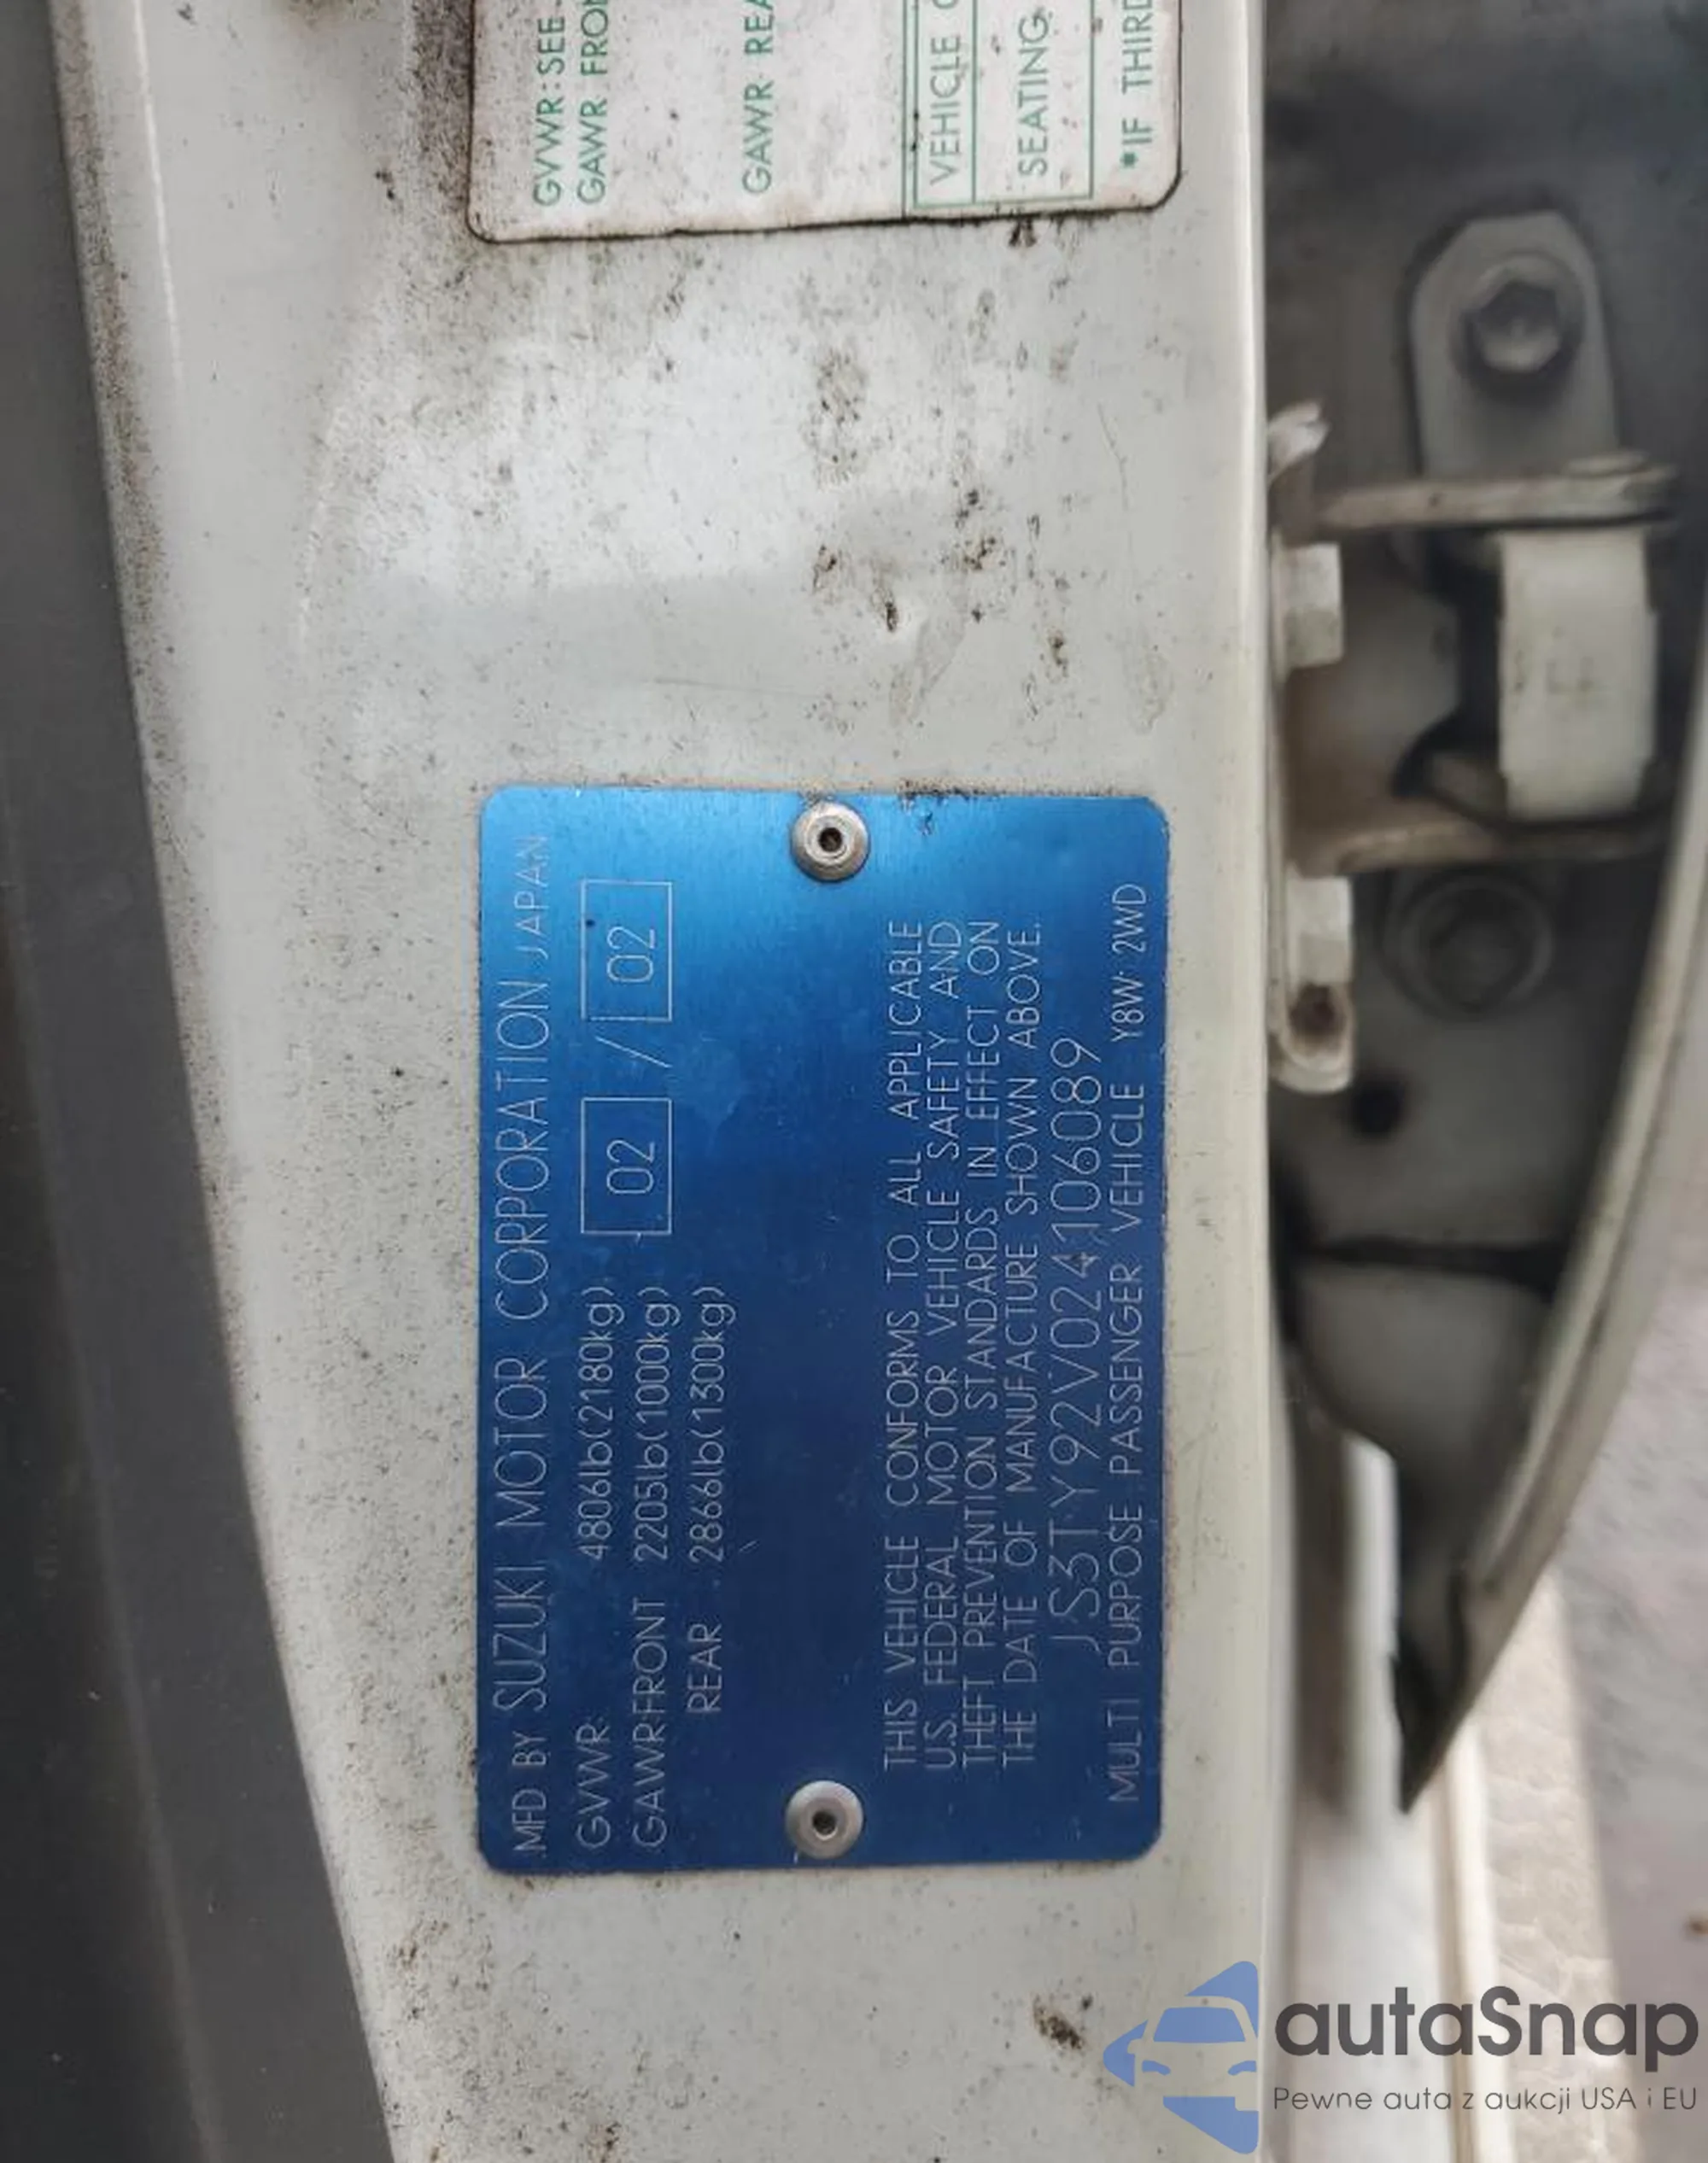 GVWR: SEE
GAWR FRON
GAWR REA
VEHICLE
SEATING
*IF THIRD
MFD BY SUZUKI MOTOR CORPORATION JAPAN
GVWR: 4806lb(2180kg) 02 / 02
GAWR:FRONT 2205lb(1000kg)
REAR 2866lb(1300kg)
THIS VEHICLE CONFORMS TO ALL APPLICABLE
U.S. FEDERAL MOTOR VEHICLE SAFETY AND
THEFT PREVENTION STANDARDS IN EFFECT ON
THE DATE OF MANUFACTURE SHOWN ABOVE.
JS3TY92V024106089
MULTI PURPOSE PASSENGER VEHICLE Y8W· 2WD
autaSnap
Pewne auta z aukcji USA i EU